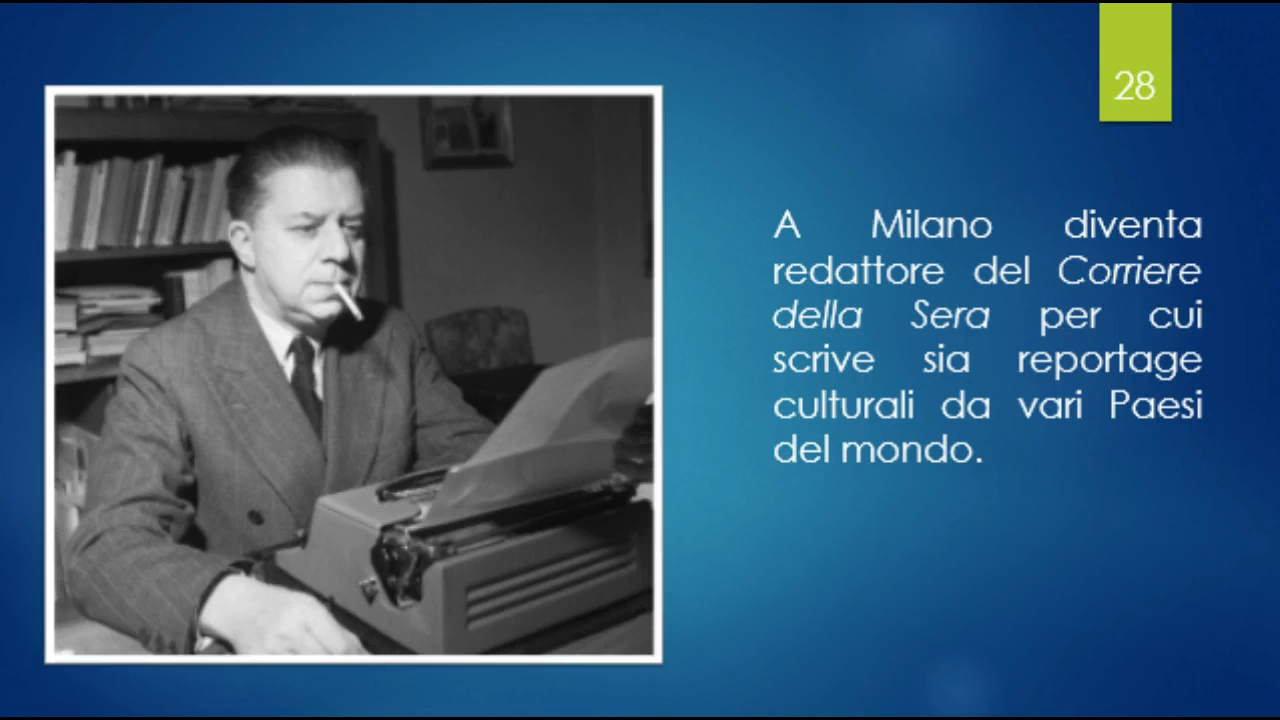 28
A Milano diventa
redattore del Corriere
della Sera per cui
scrive sia reportage
culturali da vari Paesi
del mondo.